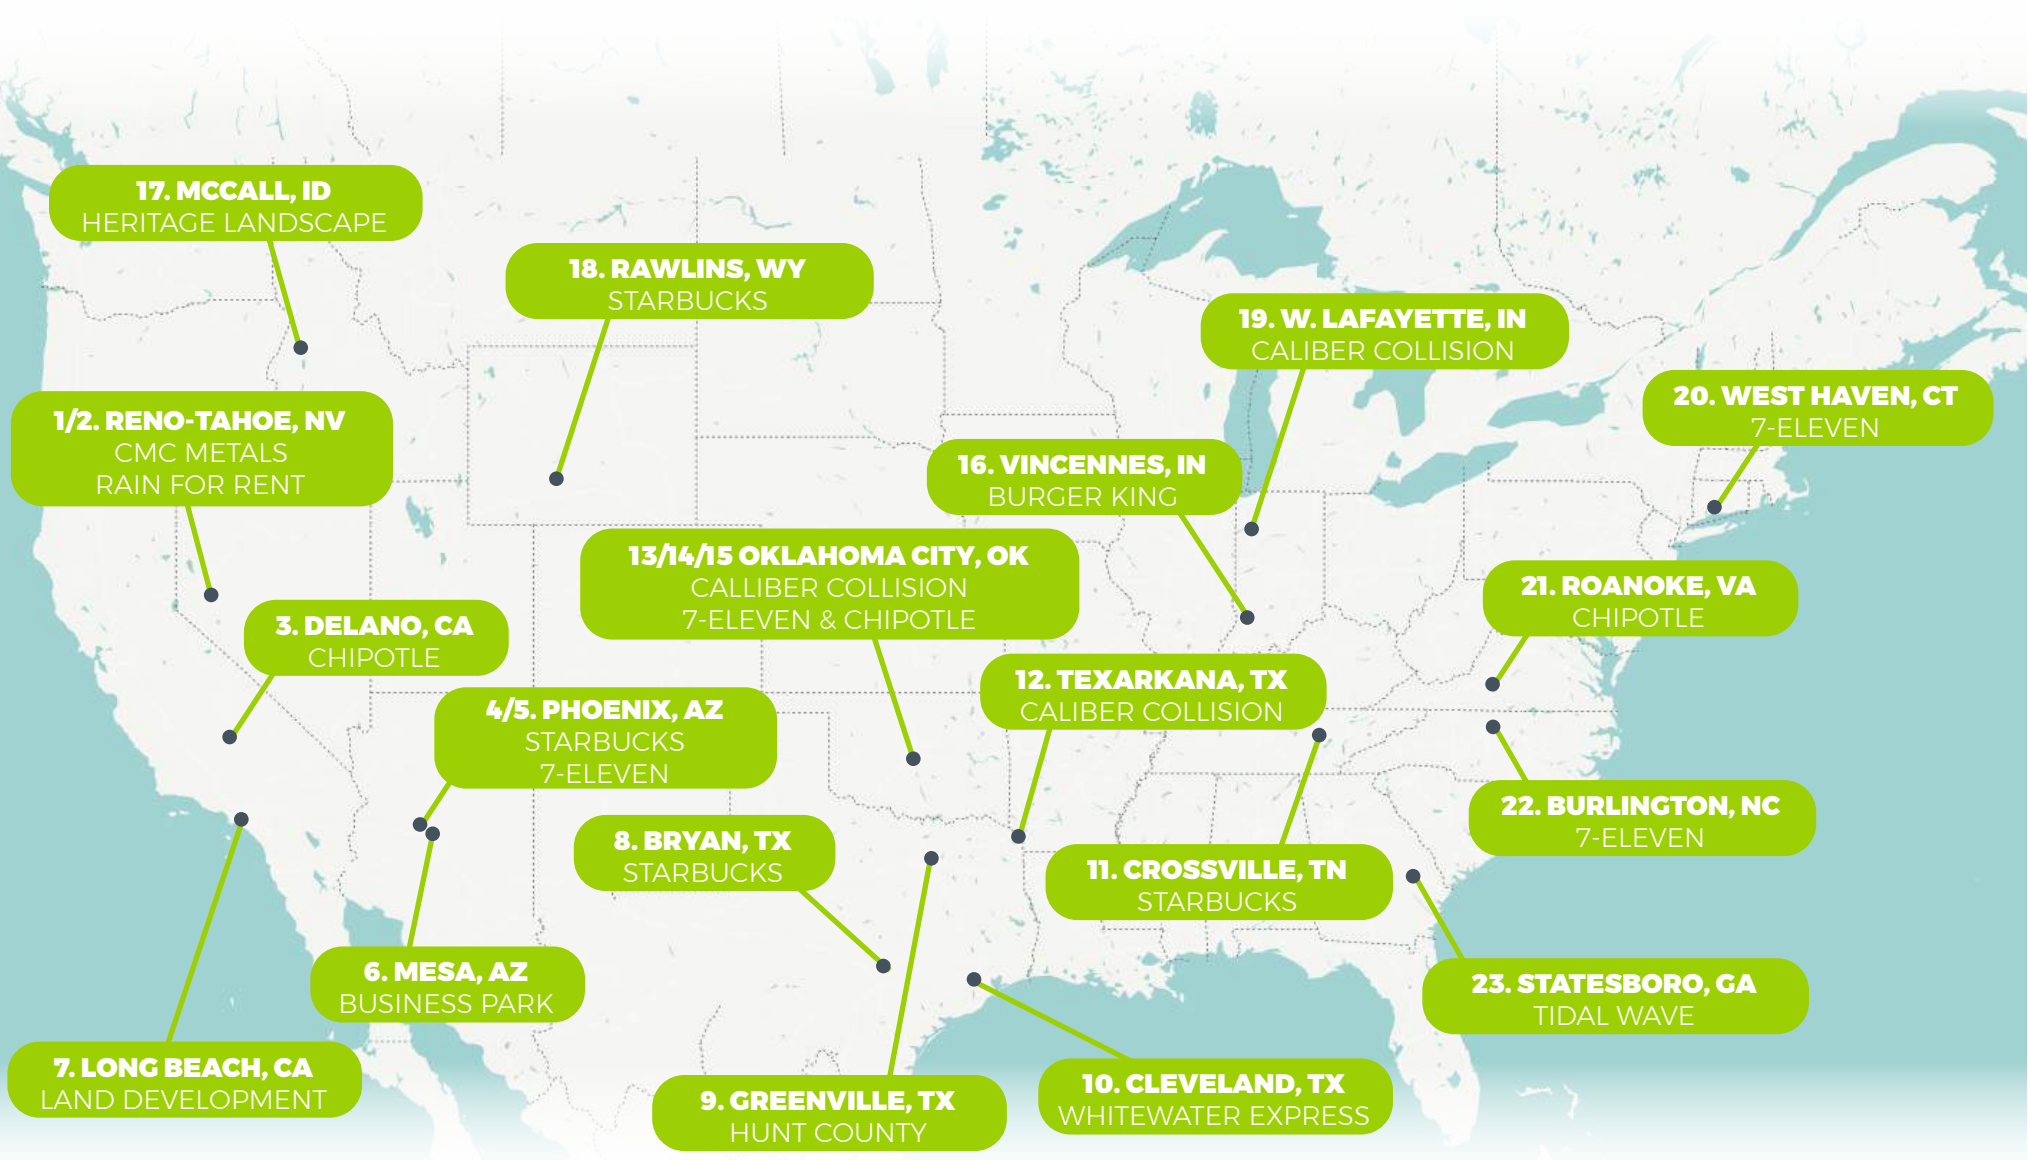 17. MCCALL, ID
HERITAGE LANDSCAPE
18. RAWLINS, WY
STARBUCKS
19. W. LAFAYETTE, IN
CALIBER COLLISION
20. WEST HAVEN, CT
7-ELEVEN
1/2. RENO-TAHOE, NV
CMC METALS
RAIN FOR RENT
16. VINCENNES, IN
BURGER KING
13/14/15 OKLAHOMA CITY, OK
CALLIBER COLLISION
7-ELEVEN & CHIPOTLE
21. ROANOKE, VA
CHIPOTLE
3. DELANO, CA
CHIPOTLE
12. TEXARKANA, TX
CALIBER COLLISION
4/5. PHOENIX, AZ
STARBUCKS
7-ELEVEN
22. BURLINGTON, NC
7-ELEVEN
8. BRYAN, TX
STARBUCKS
11. CROSSVILLE, TN
STARBUCKS
6. MESA, AZ
BUSINESS PARK
23. STATESBORO, GA
TIDAL WAVE
7. LONG BEACH, CA
LAND DEVELOPMENT
9. GREENVILLE, TX
HUNT COUNTY
10. CLEVELAND, TX
WHITEWATER EXPRESS